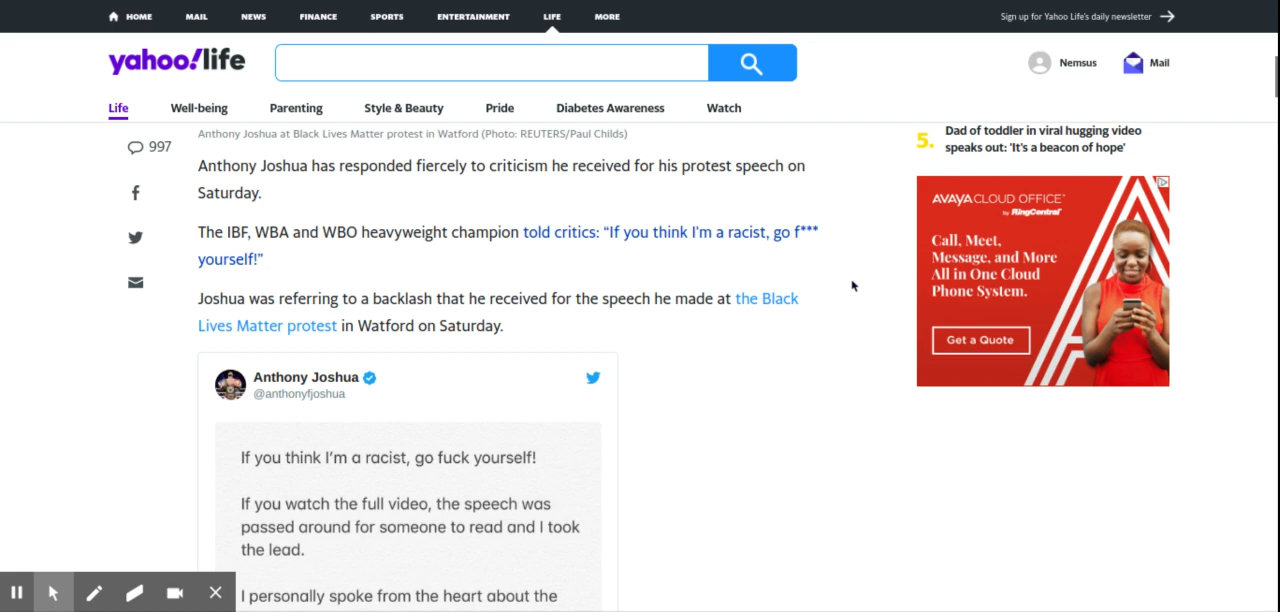 HOME MAIL NEWS FINANCE SPORTS ENTERTAINMENT LIFE MORE Sign up for Yahoo Life's daily newsletter
yahoo!life Nemsus Mail
Life Well-being Parenting Style & Beauty Pride Diabetes Awareness Watch
Anthony Joshua at Black Lives Matter protest in Watford (Photo: REUTERS/Paul Childs)
997
Anthony Joshua has responded fiercely to criticism he received for his protest speech on
Saturday.
The IBF, WBA and WBO heavyweight champion told critics: “If you think I'm a racist, go f***
yourself!”
Joshua was referring to a backlash that he received for the speech he made at the Black
Lives Matter protest in Watford on Saturday.
Anthony Joshua
@anthonyfjoshua
If you think I’m a racist, go fuck yourself!
If you watch the full video, the speech was
passed around for someone to read and I took
the lead.
I personally spoke from the heart about the
5. Dad of toddler in viral hugging video
speaks out: 'It's a beacon of hope'
AVAYA CLOUD OFFICE™
by RingCentral®
Call, Meet,
Message, and More
All in One Cloud
Phone System.
Get a Quote